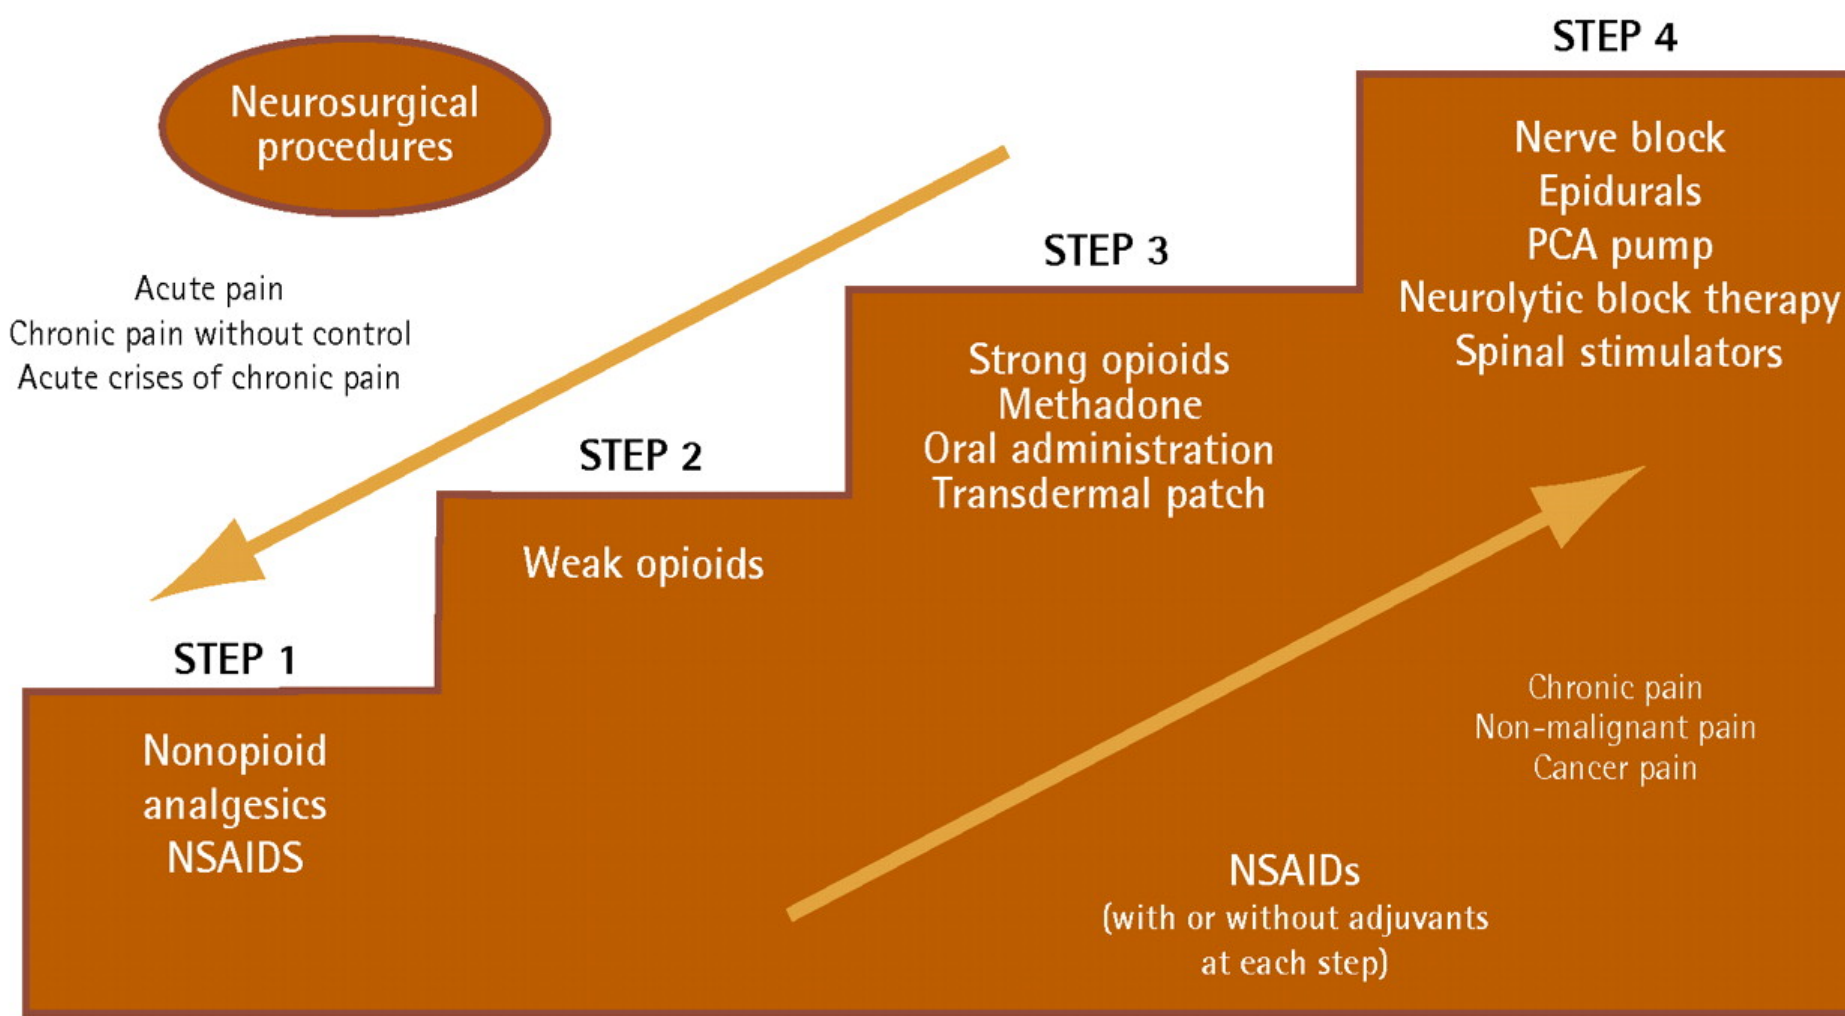 STEP 4
Neurosurgical
procedures
Nerve block
Epidurals
PCA pump
Neurolytic block therapy
Spinal stimulators
STEP 3
Acute pain
Chronic pain without control
Acute crises of chronic pain
Strong opioids
Methadone
Oral administration
Transdermal patch
STEP 2
Weak opioids
STEP 1
Nonopioid
analgesics
NSAIDS
Chronic pain
Non-malignant pain
Cancer pain
NSAIDs
(with or without adjuvants
at each step)